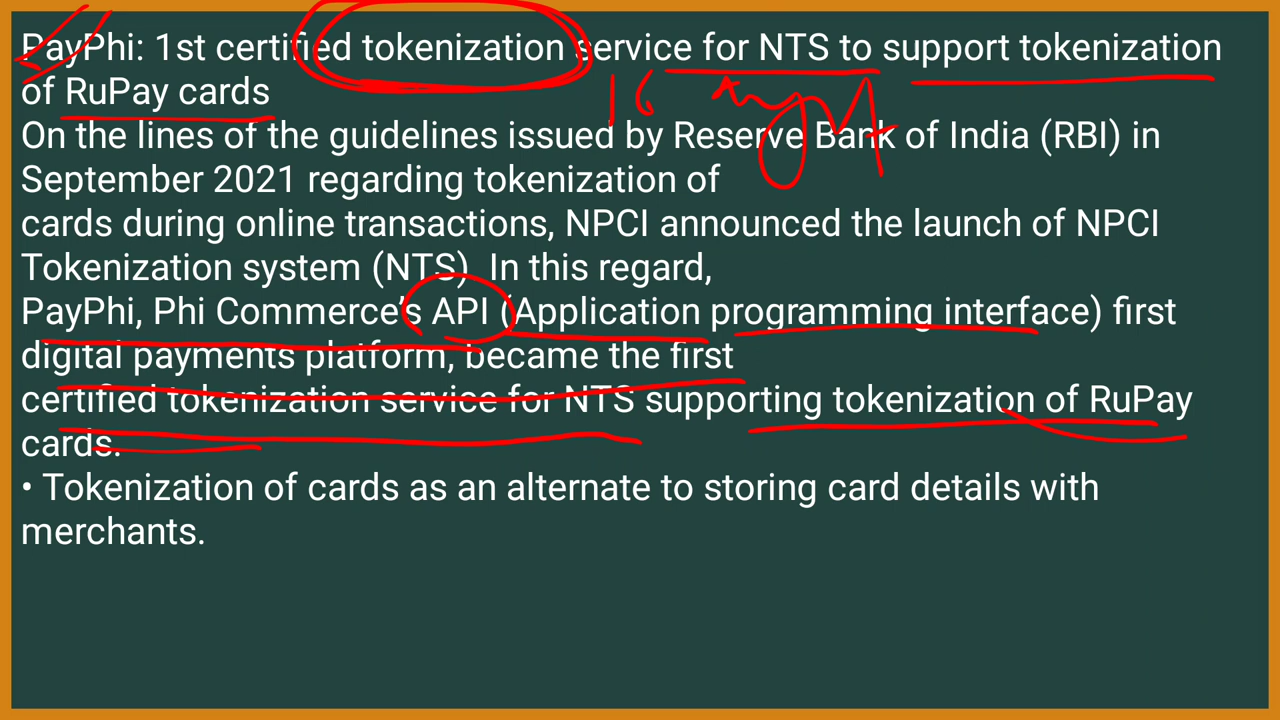 PayPhi: 1st certified tokenization service for NTS to support tokenization
of RuPay cards
16
On the lines of the guidelines issued by Reserve Bank of India (RBI) in
September 2021 regarding tokenization of
cards during online transactions, NPCI announced the launch of NPCI
Tokenization system (NTS). In this regard,
PayPhi, Phi Commerce’s API (Application programming interface) first
digital payments platform, became the first
certified tokenization service for NTS supporting tokenization of RuPay
cards.
• Tokenization of cards as an alternate to storing card details with
merchants.